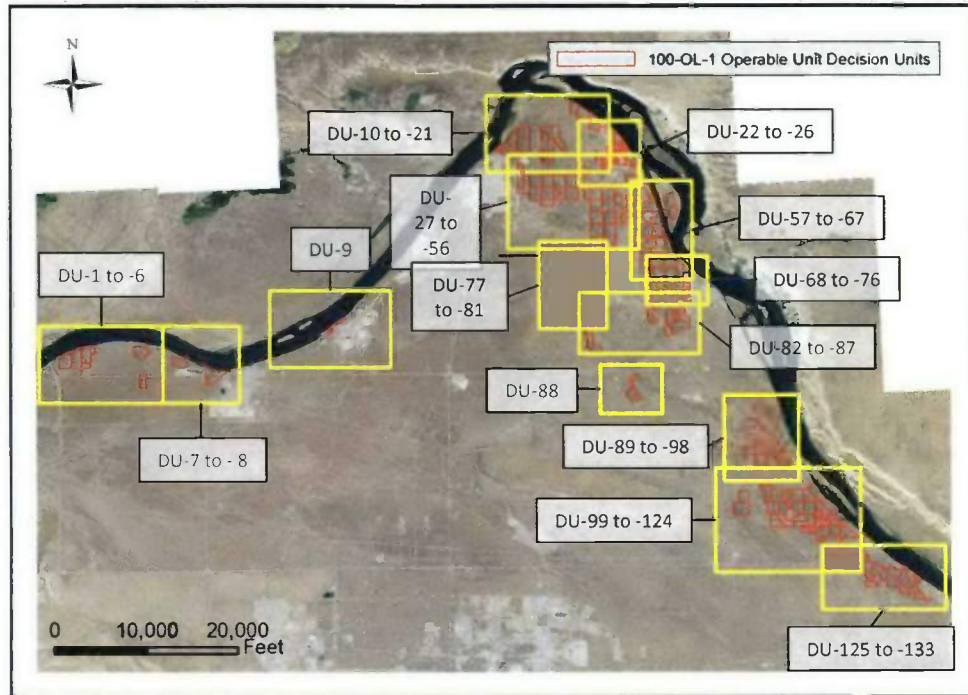 N
100-OL-1 Operable Unit Decision Units
DU-10 to -21
DU-22 to -26
DU-
27 to
-56
DU-57 to -67
DU-9
DU-1 to -6
DU-77
to -81
DU-68 to -76
DU-82 to -87
DU-88
DU-7 to - 8
DU-89 to -98
DU-99 to -124
0 10,000 20,000
Feet
DU-125 to -133